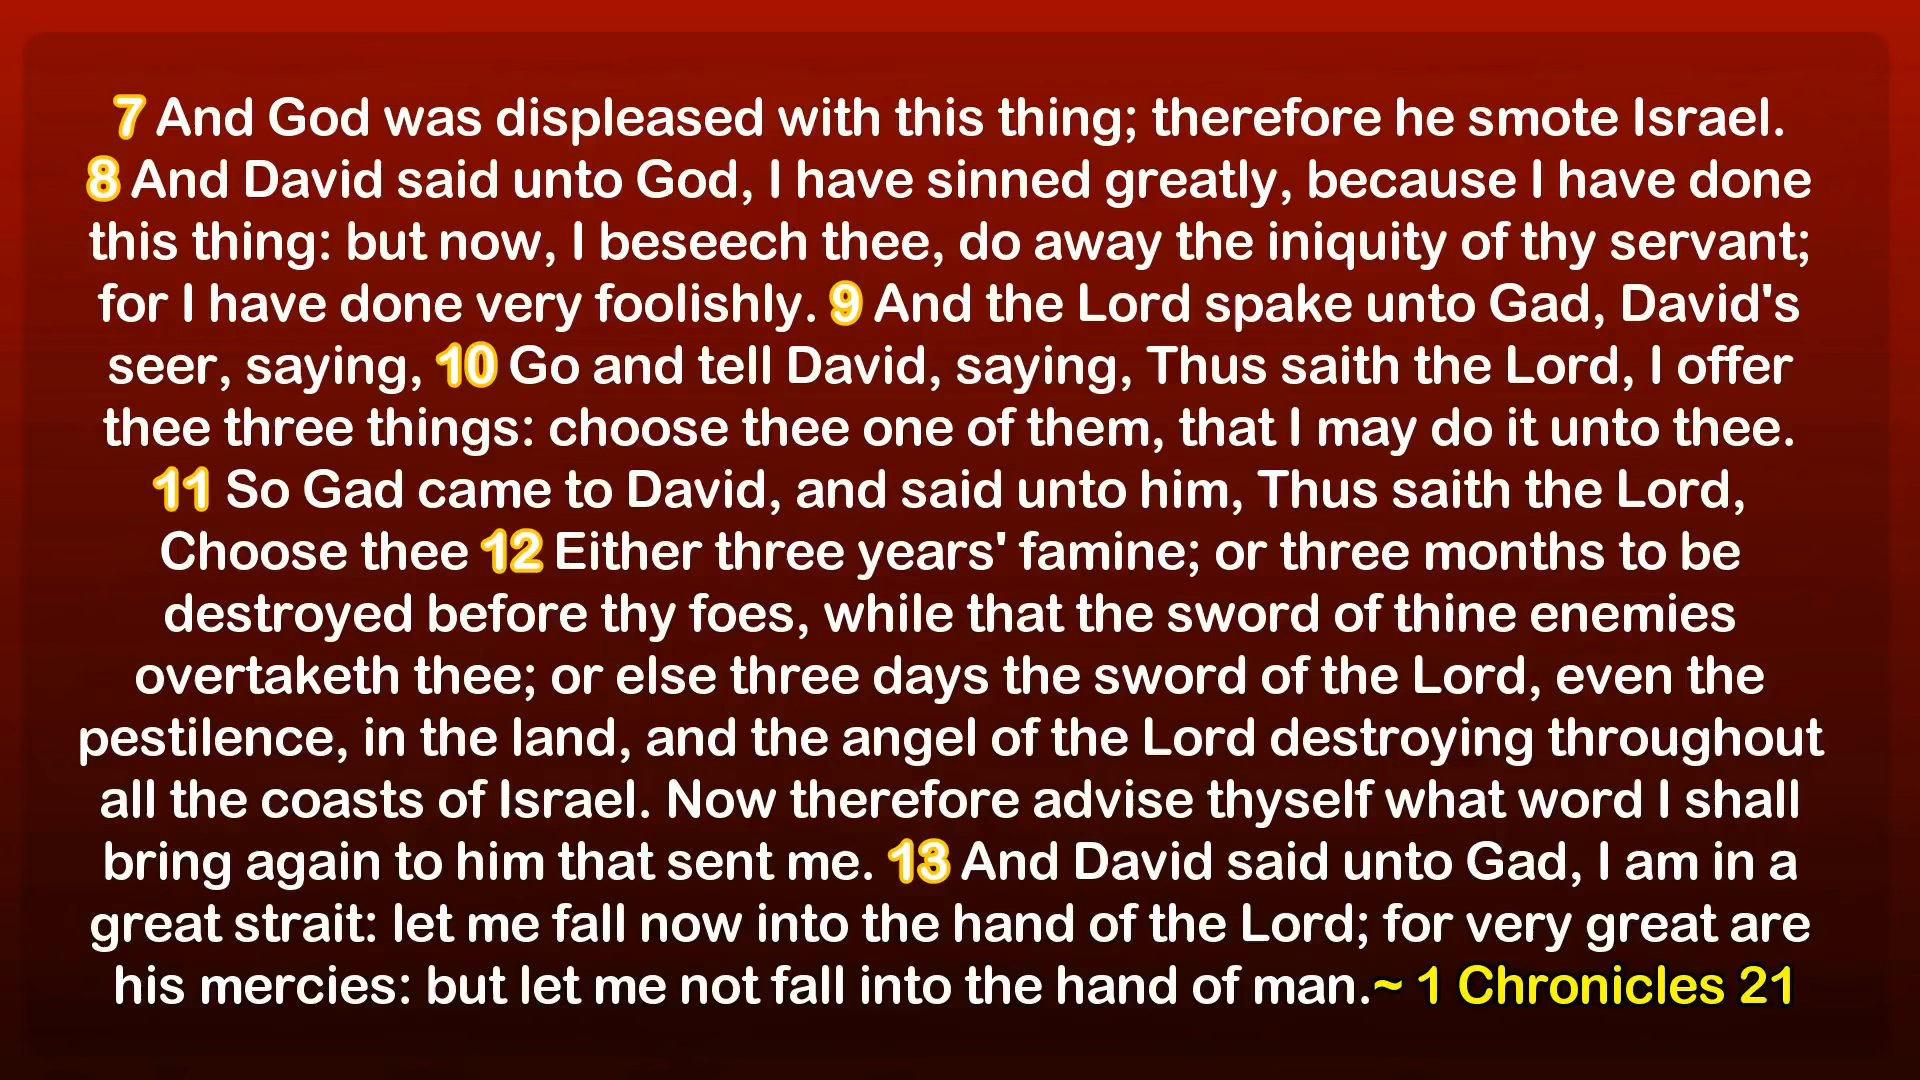 7 And God was displeased with this thing; therefore he smote Israel.
8 And David said unto God, I have sinned greatly, because I have done
this thing: but now, I beseech thee, do away the iniquity of thy servant;
for I have done very foolishly. 9 And the Lord spake unto Gad, David's
seer, saying, 10 Go and tell David, saying, Thus saith the Lord, I offer
thee three things: choose thee one of them, that I may do it unto thee.
11 So Gad came to David, and said unto him, Thus saith the Lord,
Choose thee 12 Either three years' famine; or three months to be
destroyed before thy foes, while that the sword of thine enemies
overtaketh thee; or else three days the sword of the Lord, even the
pestilence, in the land, and the angel of the Lord destroying throughout
all the coasts of Israel. Now therefore advise thyself what word I shall
bring again to him that sent me. 13 And David said unto Gad, I am in a
great strait: let me fall now into the hand of the Lord; for very great are
his mercies: but let me not fall into the hand of man.~ 1 Chronicles 21